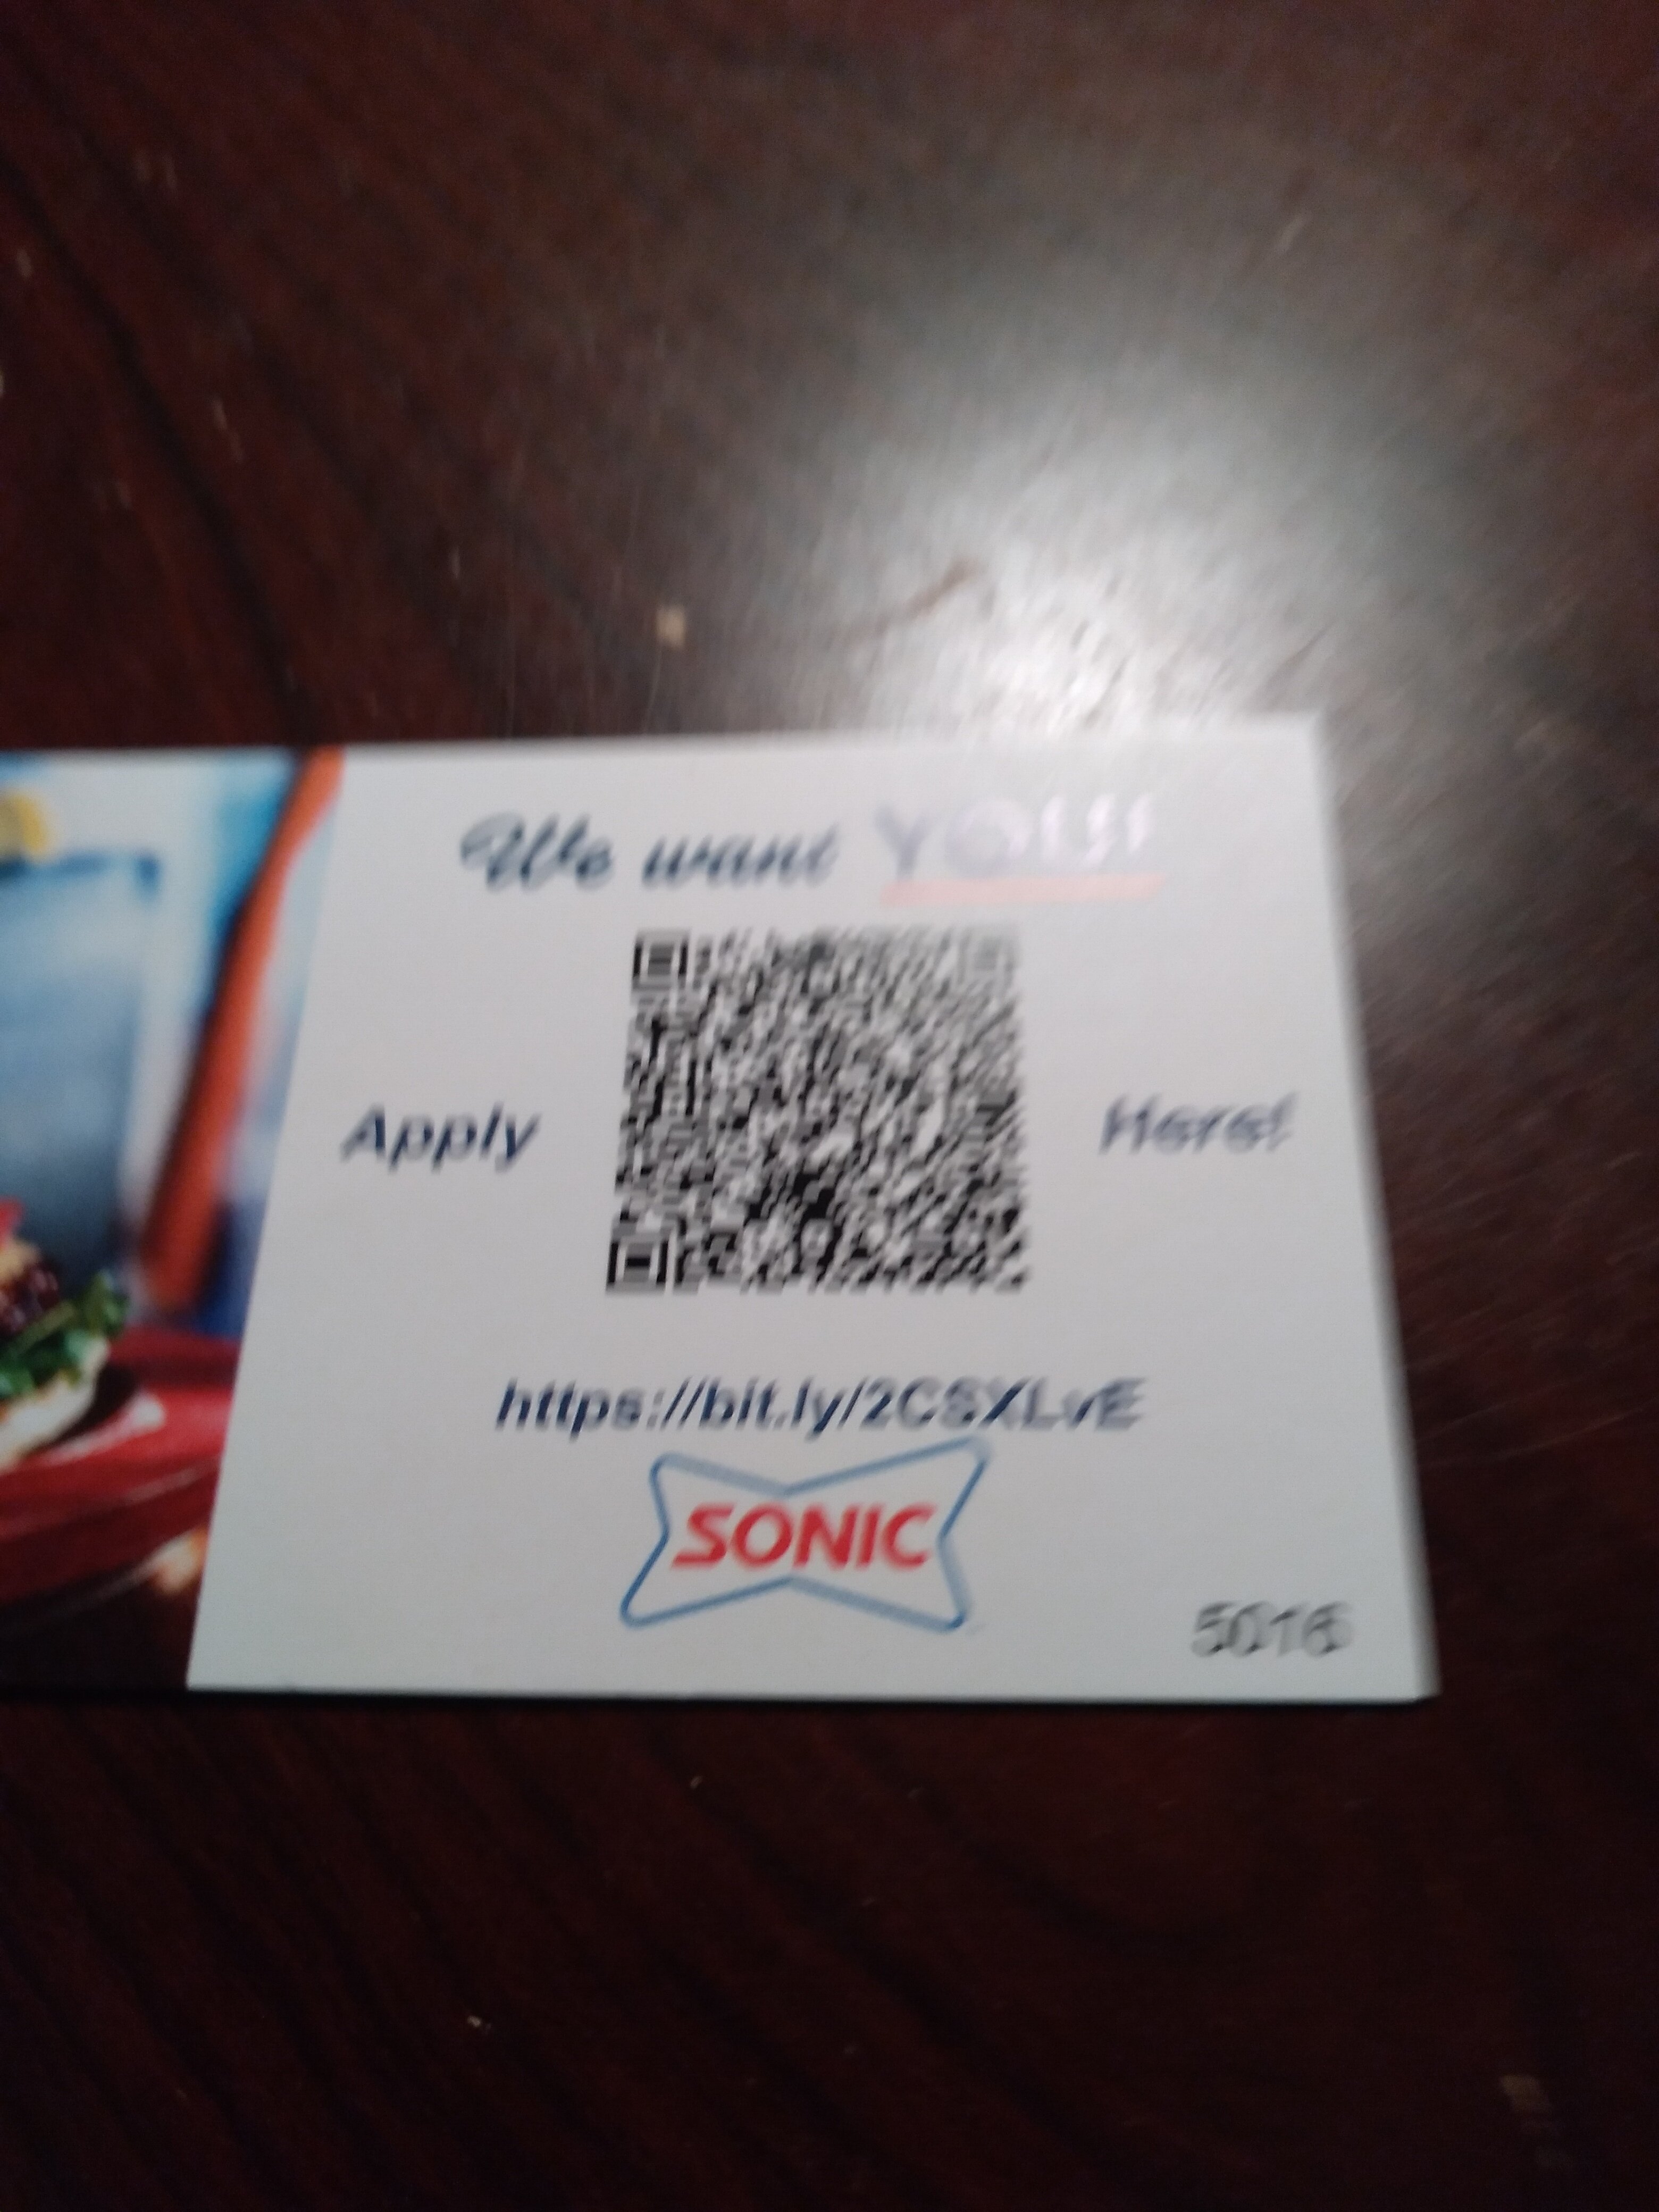 We want YOU!
Apply Here!
https://bit.ly/2CSXLvE
SONIC
5016